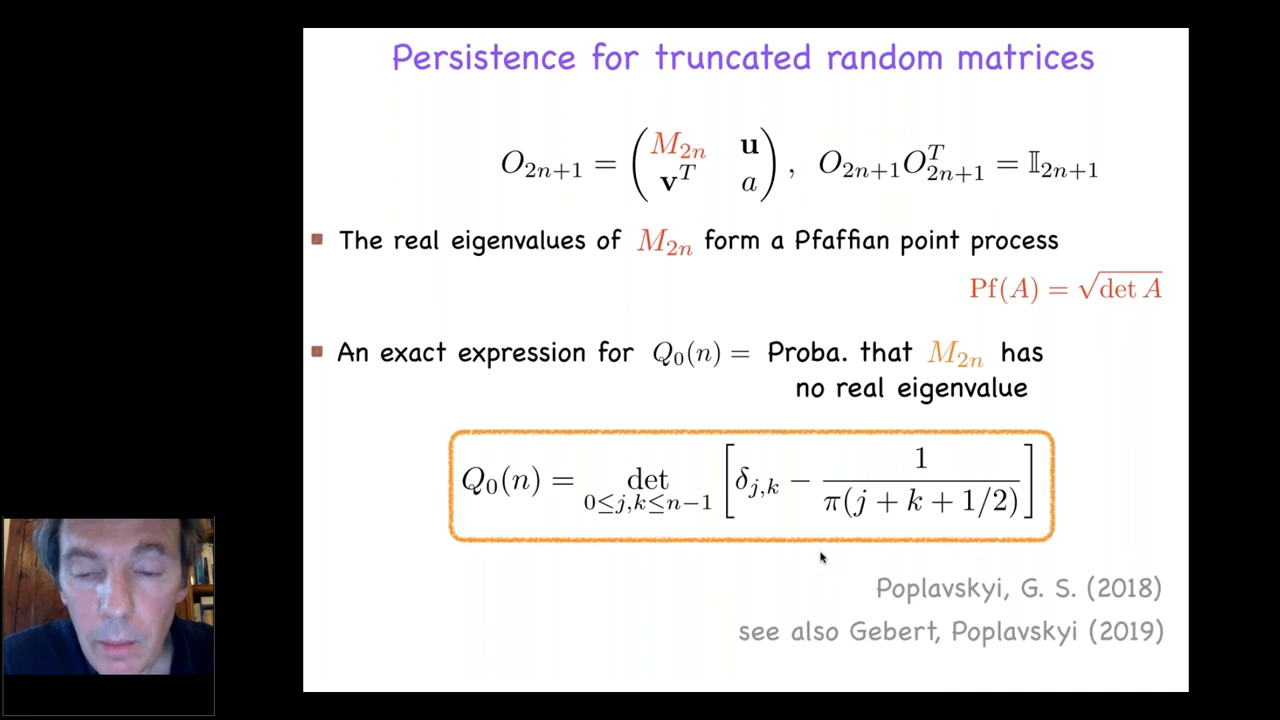 Persistence for truncated random matrices
O_{2n+1} = \begin{pmatrix} M_{2n} & \mathbf{u} \\ \mathbf{v}^T & a \end{pmatrix}, O_{2n+1} O_{2n+1}^T = \mathbb{I}_{2n+1}
The real eigenvalues of M_{2n} form a Pfaffian point process
Pf(A) = \sqrt{\det A}
An exact expression for Q_0(n) = Proba. that M_{2n} has
no real eigenvalue
Q_0(n) = \det_{0 \leq j,k \leq n-1} \left[ \delta_{j,k} - \frac{1}{\pi(j + k + 1/2)} \right]
Poplavskyi, G. S. (2018)
see also Gebert, Poplavskyi (2019)